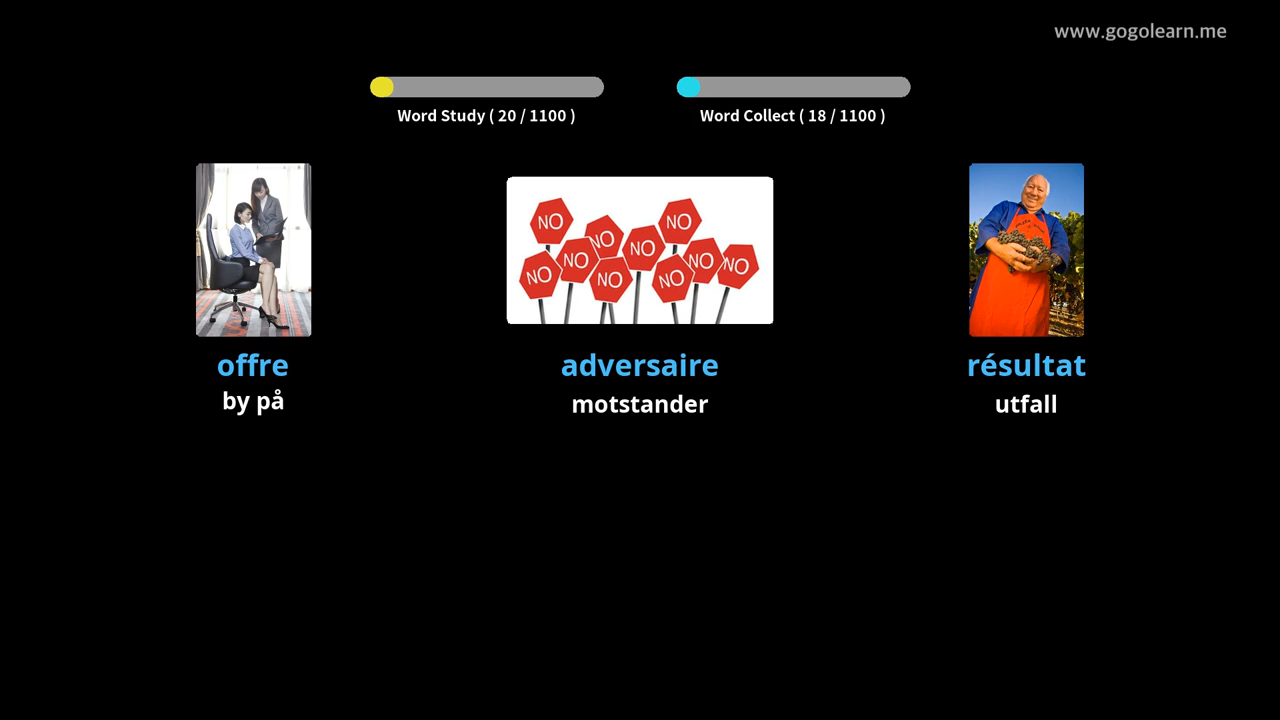 www.gogolearn.me
Word Study ( 20 / 1100 )
Word Collect ( 18 / 1100 )
NO
NO
NO
NO
NO
NO
NO
NO
NO
NO
offre
adversaire
résultat
by på
motstander
utfall